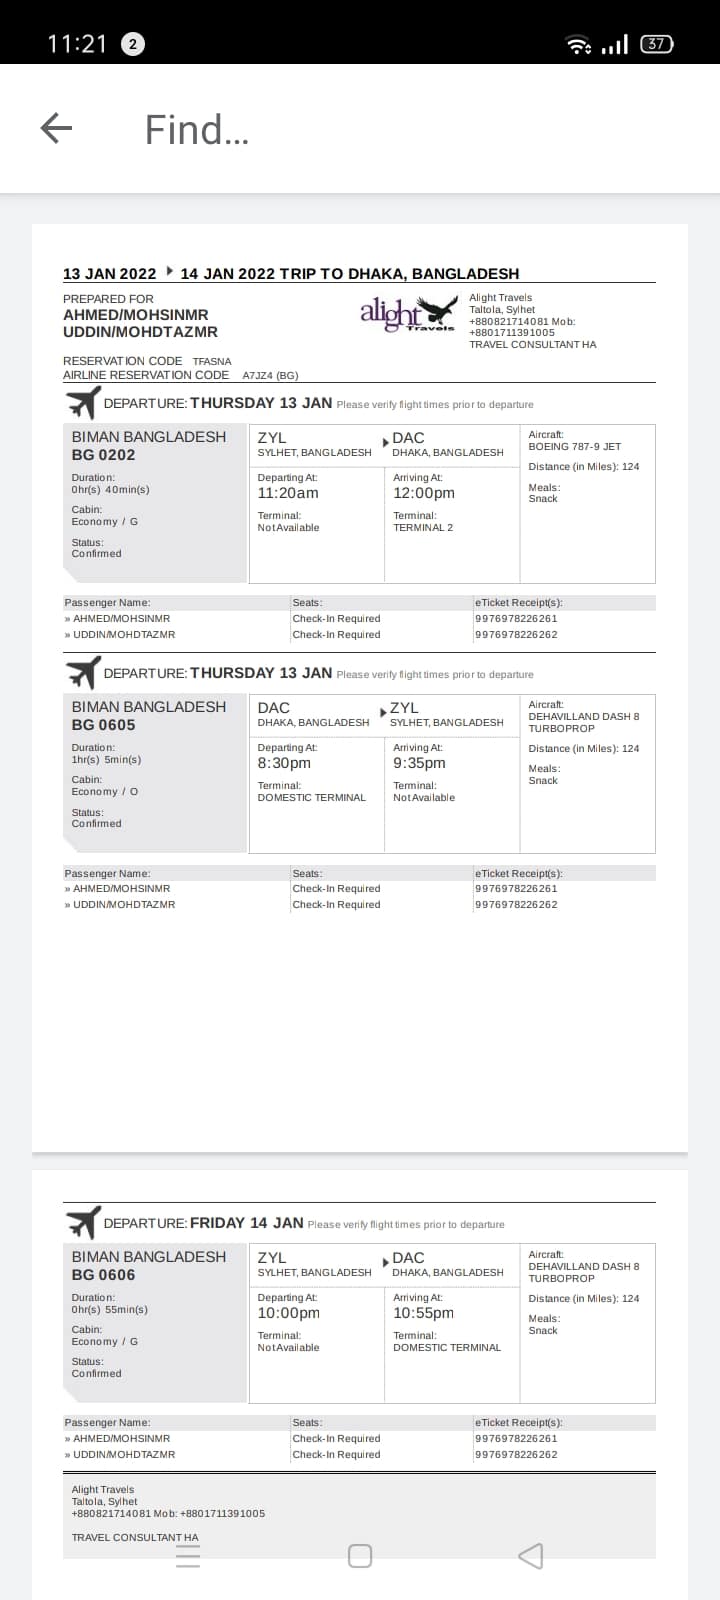 11:21 2 37
Find...
13 JAN 2022 14 JAN 2022 TRIP TO DHAKA, BANGLADESH
PREPARED FOR
AHMED/MOHSINMR
UDDIN/MOHDTAZMR
alight
Travels
Alight Travels
Taltola, Sylhet
+880821714081 Mob:
+8801711391005
TRAVEL CONSULTANT HA
RESERVATION CODE TFASNA
AIRLINE RESERVATION CODE A7JZ4 (BG)
DEPARTURE: THURSDAY 13 JAN Please verify flight times prior to departure
BIMAN BANGLADESH
BG 0202
Duration:
0hr(s) 40min(s)
Cabin:
Economy / G
Status:
Confirmed
ZYL
SYLHET, BANGLADESH
DAC
DHAKA, BANGLADESH
Departing At:
11:20am
Terminal:
Not Available
Arriving At:
12:00pm
Terminal:
TERMINAL 2
Aircraft:
BOEING 787-9 JET
Distance (in Miles): 124
Meals:
Snack
Passenger Name: Seats: eTicket Receipt(s):
» AHMED/MOHSINMR Check-In Required 9976978226261
» UDDIN/MOHDTAZMR Check-In Required 9976978226262
DEPARTURE: THURSDAY 13 JAN Please verify flight times prior to departure
BIMAN BANGLADESH
BG 0605
Duration:
1hr(s) 5min(s)
Cabin:
Economy / O
Status:
Confirmed
DAC
DHAKA, BANGLADESH
ZYL
SYLHET, BANGLADESH
Departing At:
8:30pm
Terminal:
DOMESTIC TERMINAL
Arriving At:
9:35pm
Terminal:
Not Available
Aircraft:
DEHAVILLAND DASH 8
TURBOPROP
Distance (in Miles): 124
Meals:
Snack
Passenger Name: Seats: eTicket Receipt(s):
» AHMED/MOHSINMR Check-In Required 9976978226261
» UDDIN/MOHDTAZMR Check-In Required 9976978226262
DEPARTURE: FRIDAY 14 JAN Please verify flight times prior to departure
BIMAN BANGLADESH
BG 0606
Duration:
0hr(s) 55min(s)
Cabin:
Economy / G
Status:
Confirmed
ZYL
SYLHET, BANGLADESH
DAC
DHAKA, BANGLADESH
Departing At:
10:00pm
Terminal:
Not Available
Arriving At:
10:55pm
Terminal:
DOMESTIC TERMINAL
Aircraft:
DEHAVILLAND DASH 8
TURBOPROP
Distance (in Miles): 124
Meals:
Snack
Passenger Name: Seats: eTicket Receipt(s):
» AHMED/MOHSINMR Check-In Required 9976978226261
» UDDIN/MOHDTAZMR Check-In Required 9976978226262
Alight Travels
Taltola, Sylhet
+880821714081 Mob: +8801711391005
TRAVEL CONSULTANT HA